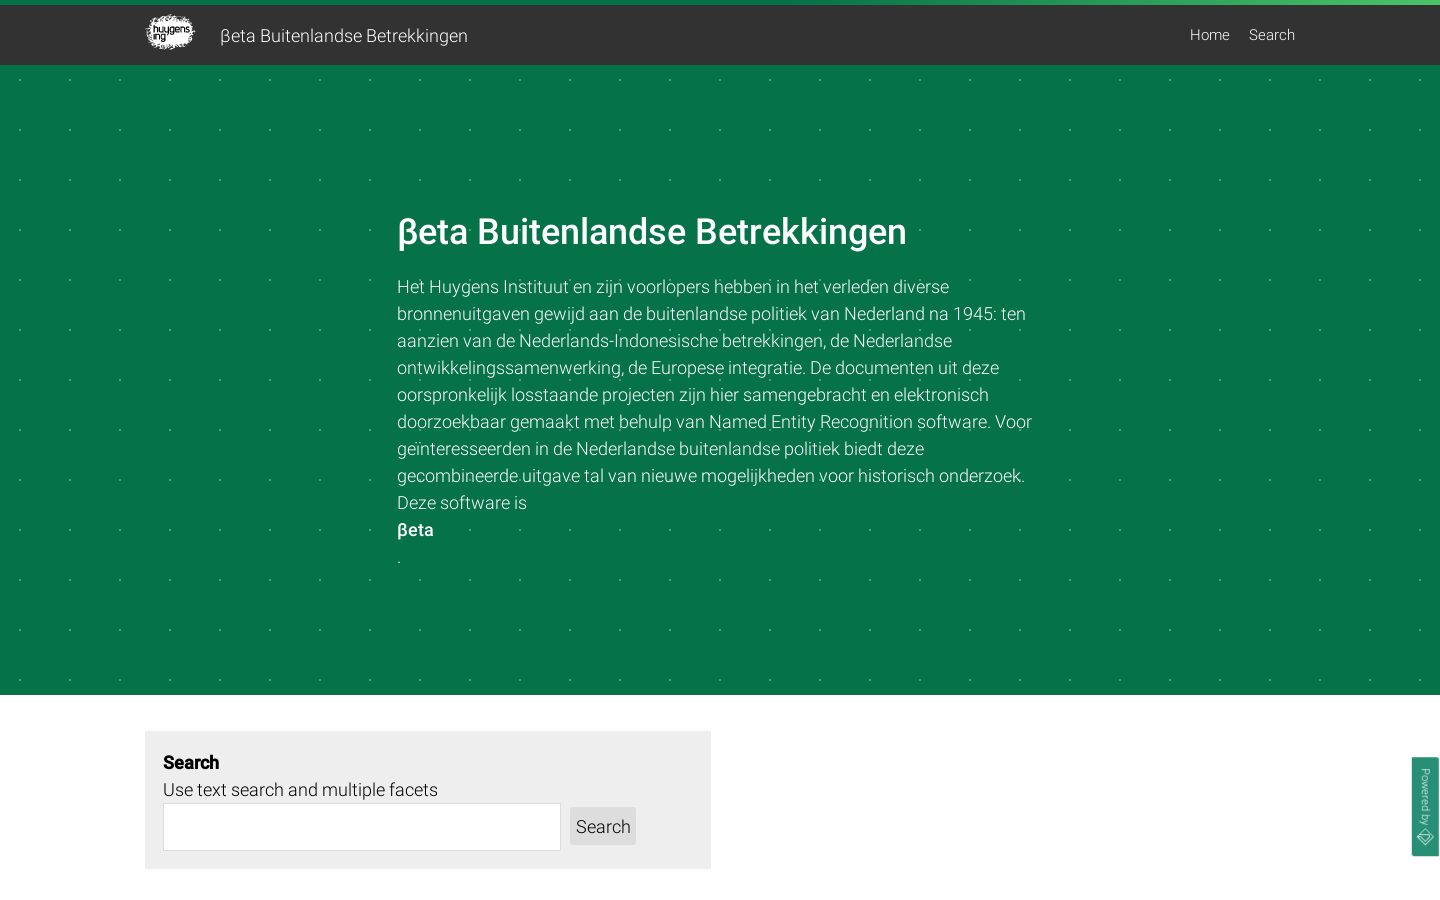 huygens
ing
βeta Buitenlandse Betrekkingen
Home
Search
βeta Buitenlandse Betrekkingen
Het Huygens Instituut en zijn voorlopers hebben in het verleden diverse
bronnenuitgaven gewijd aan de buitenlandse politiek van Nederland na 1945: ten
aanzien van de Nederlands-Indonesische betrekkingen, de Nederlandse
ontwikkelingssamenwerking, de Europese integratie. De documenten uit deze
oorspronkelijk losstaande projecten zijn hier samengebracht en elektronisch
doorzoekbaar gemaakt met behulp van Named Entity Recognition software. Voor
geïnteresseerden in de Nederlandse buitenlandse politiek biedt deze
gecombineerde uitgave tal van nieuwe mogelijkheden voor historisch onderzoek.
Deze software is
βeta
.
Search
Use text search and multiple facets
Search
Powered by